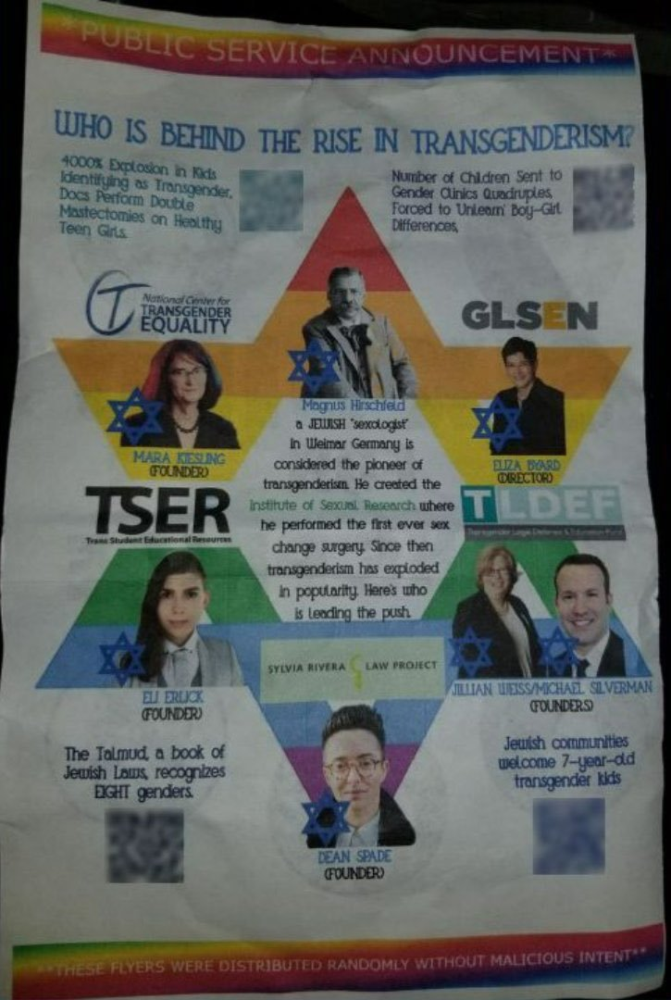 *PUBLIC SERVICE ANNOUNCEMENT*
WHO IS BEHIND THE RISE IN TRANSGENDERISM?
4000% Explosion in Kids
Identifying as Transgender,
Docs Perform Double
Mastectomies on Healthy
Teen Girls.
Number of Children Sent to
Gender Clinics Quadruples,
Forced to 'Unlearn' Boy-Girl
Differences,
National Center for
TRANSGENDER
EQUALITY
GLSEN
MARA KIESLING
(FOUNDER)
Magnus Hirschfeld
a JEWISH "sexologist"
in Weimar Germany is
considered the pioneer of
transgenderism. He created the
Institute of Sexual Research where
he performed the first ever sex
change surgery. Since then
transgenderism has exploded
in popularity. Here's who
is leading the push.
ELIZA BYARD
(DIRECTOR)
TSER
Trans Student Educational Resources
TLDEF
Transgender Legal Defense & Education Fund
ELI ERLICK
(FOUNDER)
SYLVIA RIVERA LAW PROJECT
JILLIAN WEISS/MICHAEL SILVERMAN
(FOUNDERS)
The Talmud, a book of
Jewish Laws, recognizes
EIGHT genders.
DEAN SPADE
(FOUNDER)
Jewish communities
welcome 7-year-old
transgender kids
**THESE FLYERS WERE DISTRIBUTED RANDOMLY WITHOUT MALICIOUS INTENT**